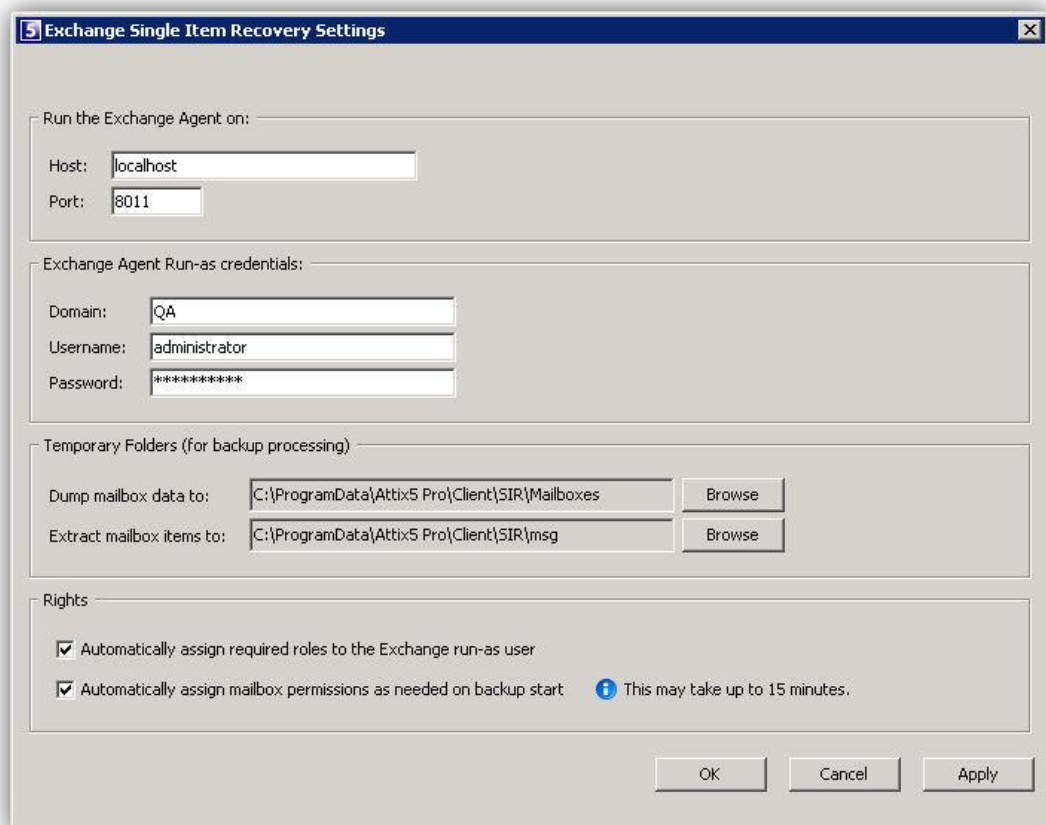 5 Exchange Single Item Recovery Settings
Run the Exchange Agent on:
Host: localhost
Port: 8011
Exchange Agent Run-as credentials:
Domain: QA
Username: administrator
Password: **********
Temporary Folders (for backup processing)
Dump mailbox data to: C:\ProgramData\Attix5 Pro\Client\SIR\Mailboxes Browse
Extract mailbox items to: C:\ProgramData\Attix5 Pro\Client\SIR\msg Browse
Rights
Automatically assign required roles to the Exchange run-as user
Automatically assign mailbox permissions as needed on backup start This may take up to 15 minutes.
OK Cancel Apply